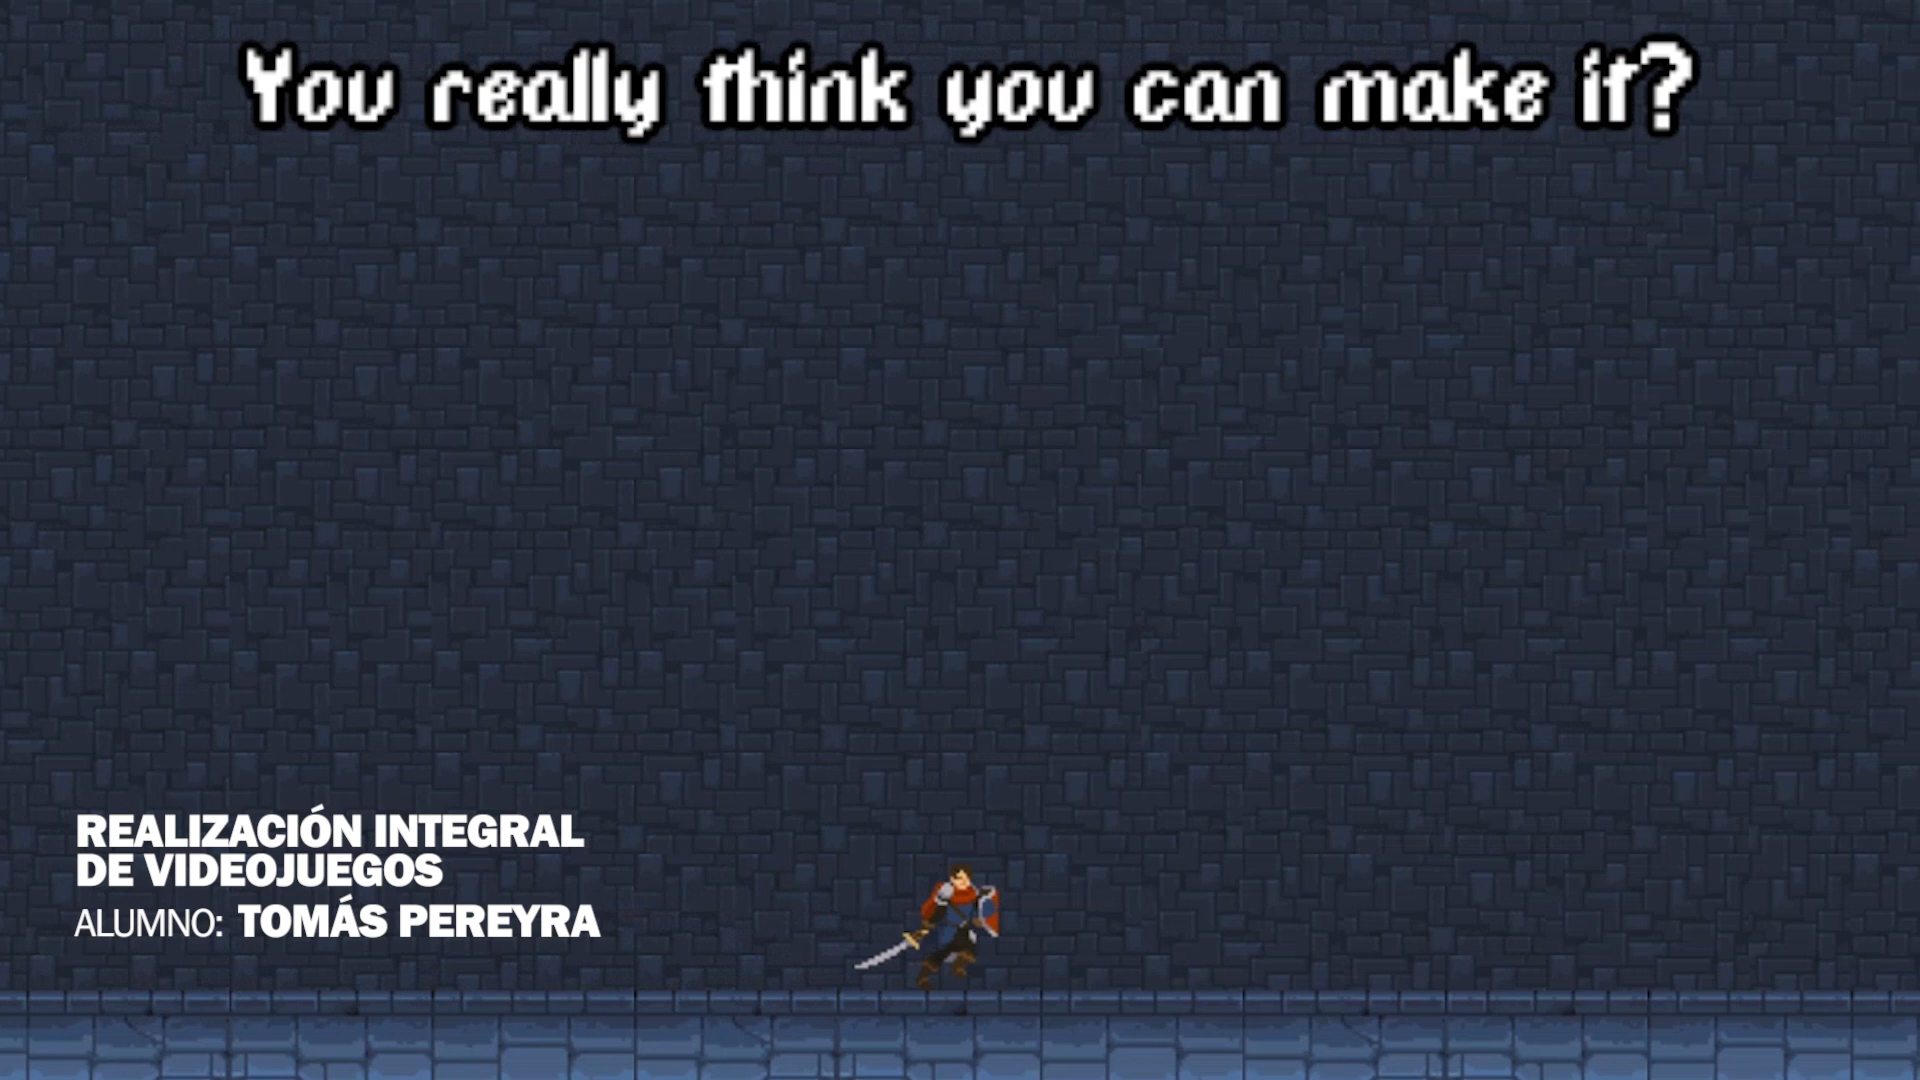 You really think you can make it?
REALIZACIÓN INTEGRAL
DE VIDEOJUEGOS
ALUMNO: TOMÁS PEREYRA